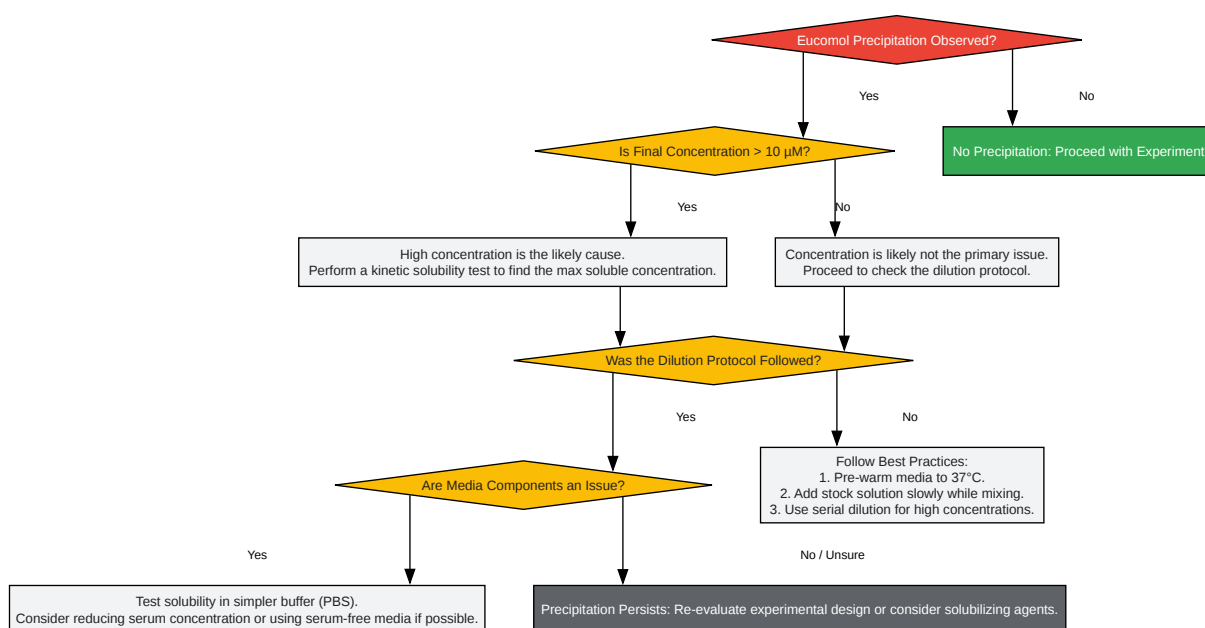 Eucomol Precipitation Observed?
Yes
No
Is Final Concentration > 10 µM?
No Precipitation: Proceed with Experiment
Yes
No
High concentration is the likely cause.
Perform a kinetic solubility test to find the max soluble concentration.
Concentration is likely not the primary issue.
Proceed to check the dilution protocol.
Was the Dilution Protocol Followed?
Yes
No
Follow Best Practices:
1. Pre-warm media to 37°C.
2. Add stock solution slowly while mixing.
3. Use serial dilution for high concentrations.
Are Media Components an Issue?
Yes
No / Unsure
Test solubility in simpler buffer (PBS).
Consider reducing serum concentration or using serum-free media if possible.
Precipitation Persists: Re-evaluate experimental design or consider solubilizing agents.